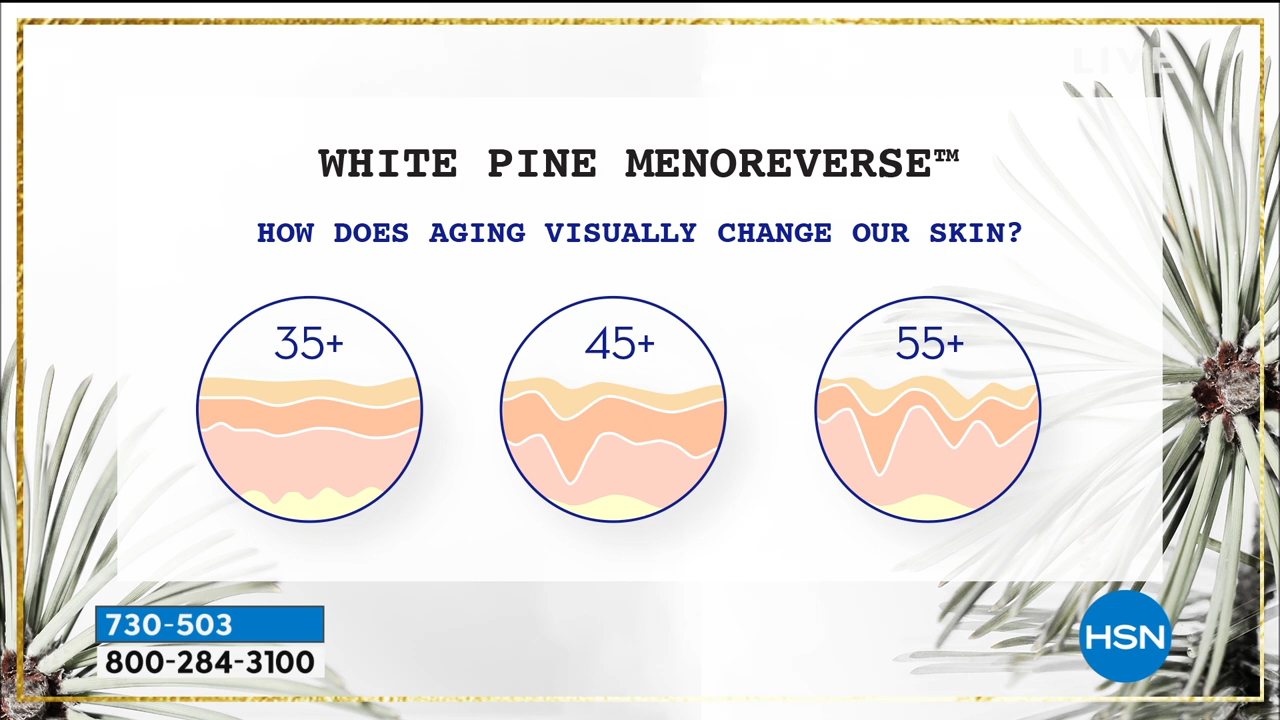 LIVE
WHITE PINE MENOREVERSE™
HOW DOES AGING VISUALLY CHANGE OUR SKIN?
35+
45+
55+
730-503
800-284-3100
HSN